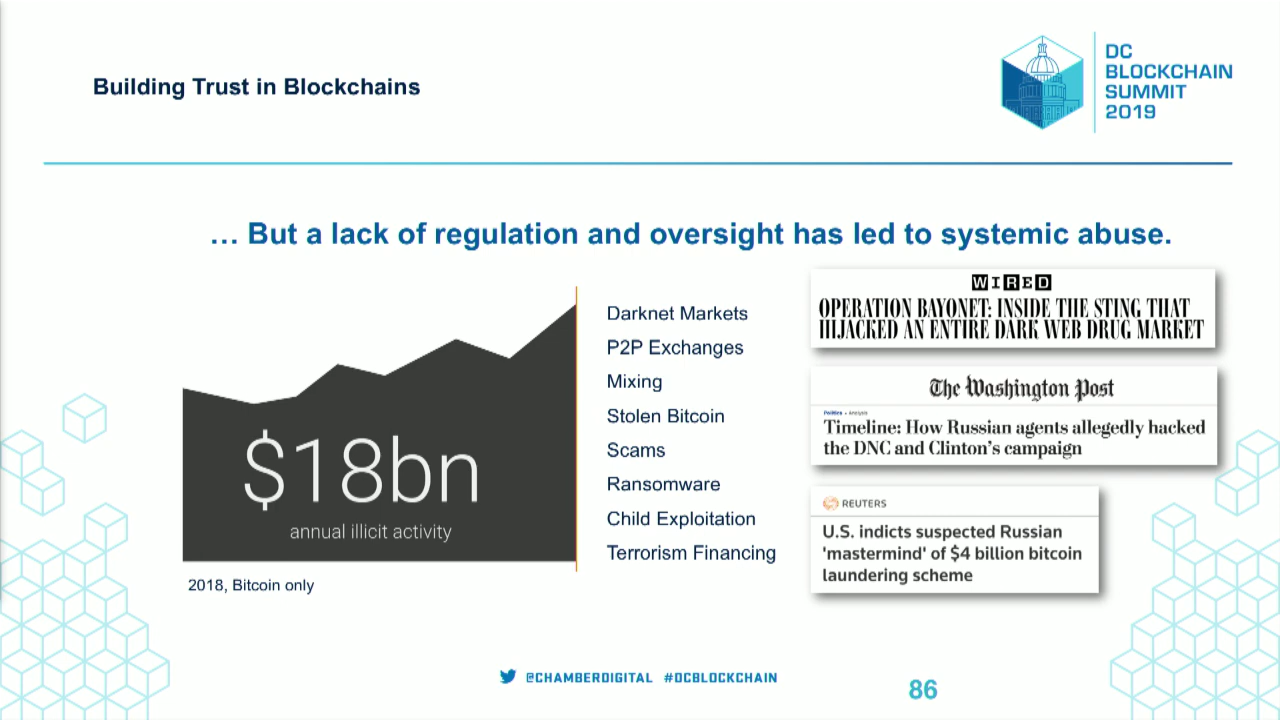 Building Trust in Blockchains
DC
BLOCKCHAIN
SUMMIT
2019
… But a lack of regulation and oversight has led to systemic abuse.
$18bn
annual illicit activity
2018, Bitcoin only
Darknet Markets
P2P Exchanges
Mixing
Stolen Bitcoin
Scams
Ransomware
Child Exploitation
Terrorism Financing
WIRED
OPERATION BAYONET: INSIDE THE STING THAT
HIJACKED AN ENTIRE DARK WEB DRUG MARKET
The Washington Post
Politics • Analysis
Timeline: How Russian agents allegedly hacked
the DNC and Clinton's campaign
REUTERS
U.S. indicts suspected Russian
'mastermind' of $4 billion bitcoin
laundering scheme
@CHAMBERDIGITAL #DCBLOCKCHAIN
86